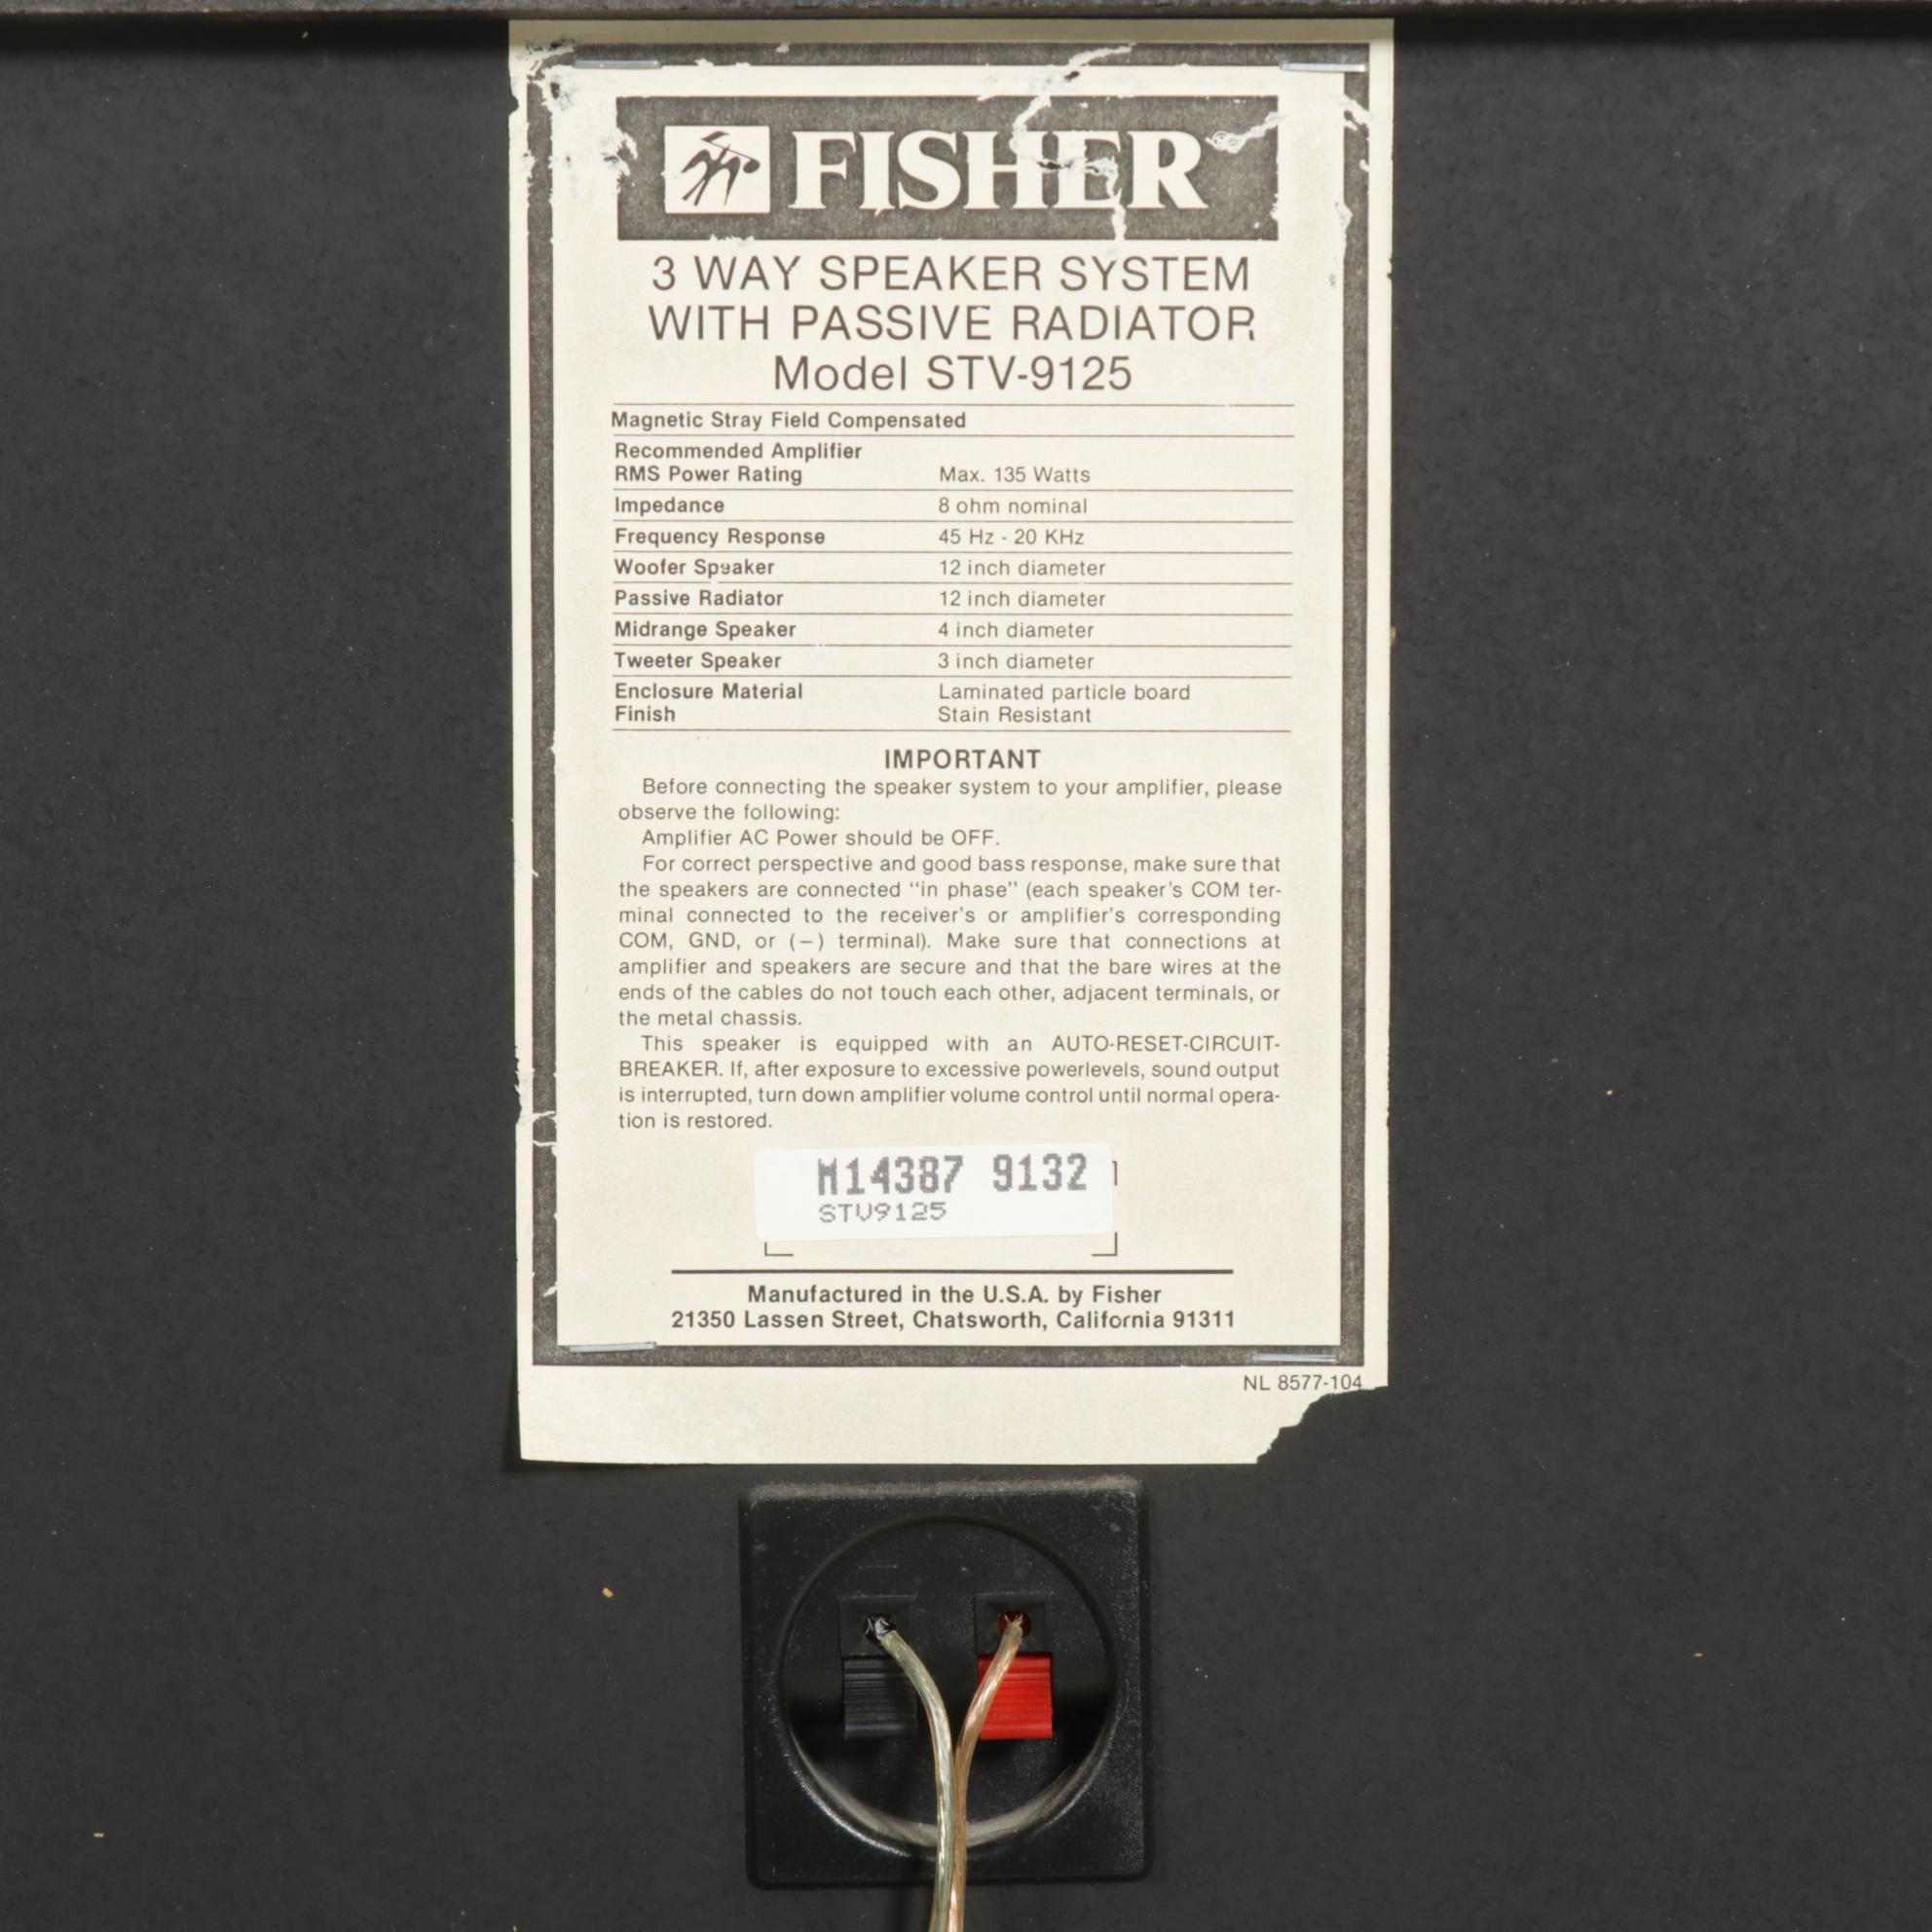 FISHER
3 WAY SPEAKER SYSTEM
WITH PASSIVE RADIATOR
Model STV-9125
Magnetic Stray Field Compensated
Recommended Amplifier
RMS Power Rating Max. 135 Watts
Impedance 8 ohm nominal
Frequency Response 45 Hz - 20 KHz
Woofer Speaker 12 inch diameter
Passive Radiator 12 inch diameter
Midrange Speaker 4 inch diameter
Tweeter Speaker 3 inch diameter
Enclosure Material Laminated particle board
Finish Stain Resistant
IMPORTANT
Before connecting the speaker system to your amplifier, please
observe the following:
Amplifier AC Power should be OFF.
For correct perspective and good bass response, make sure that
the speakers are connected "in phase" (each speaker's COM ter-
minal connected to the receiver's or amplifier's corresponding
COM, GND, or (−) terminal). Make sure that connections at
amplifier and speakers are secure and that the bare wires at the
ends of the cables do not touch each other, adjacent terminals, or
the metal chassis.
This speaker is equipped with an AUTO-RESET-CIRCUIT-
BREAKER. If, after exposure to excessive powerlevels, sound output
is interrupted, turn down amplifier volume control until normal opera-
tion is restored.
M14387 9132
STV9125
Manufactured in the U.S.A. by Fisher
21350 Lassen Street, Chatsworth, California 91311
NL 8577-104